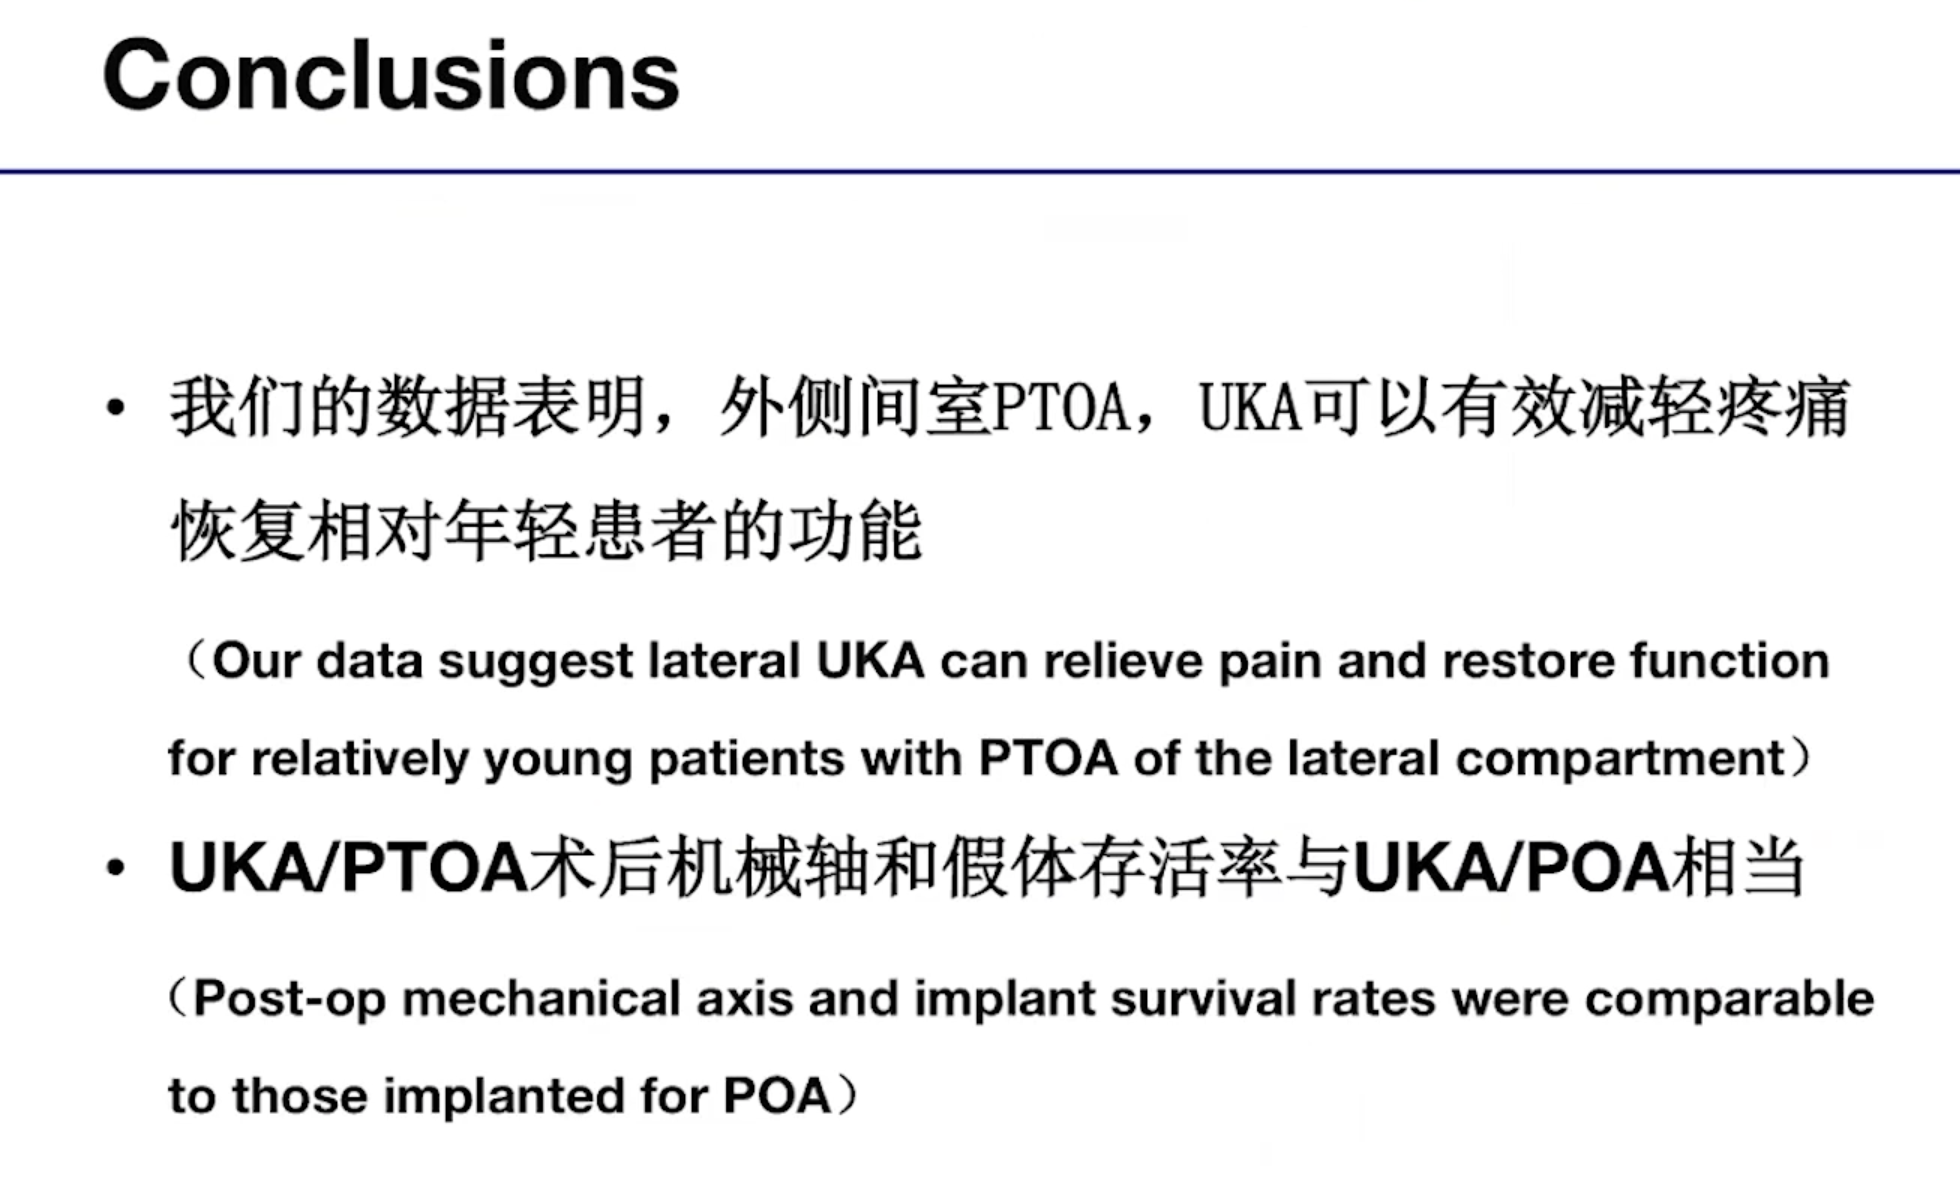 Conclusions
• 我们的数据表明，外侧间室PTOA，UKA可以有效减轻疼痛
恢复相对年轻患者的功能
（Our data suggest lateral UKA can relieve pain and restore function
for relatively young patients with PTOA of the lateral compartment）
• UKA/PTOA术后机械轴和假体存活率与UKA/POA相当
（Post-op mechanical axis and implant survival rates were comparable
to those implanted for POA）